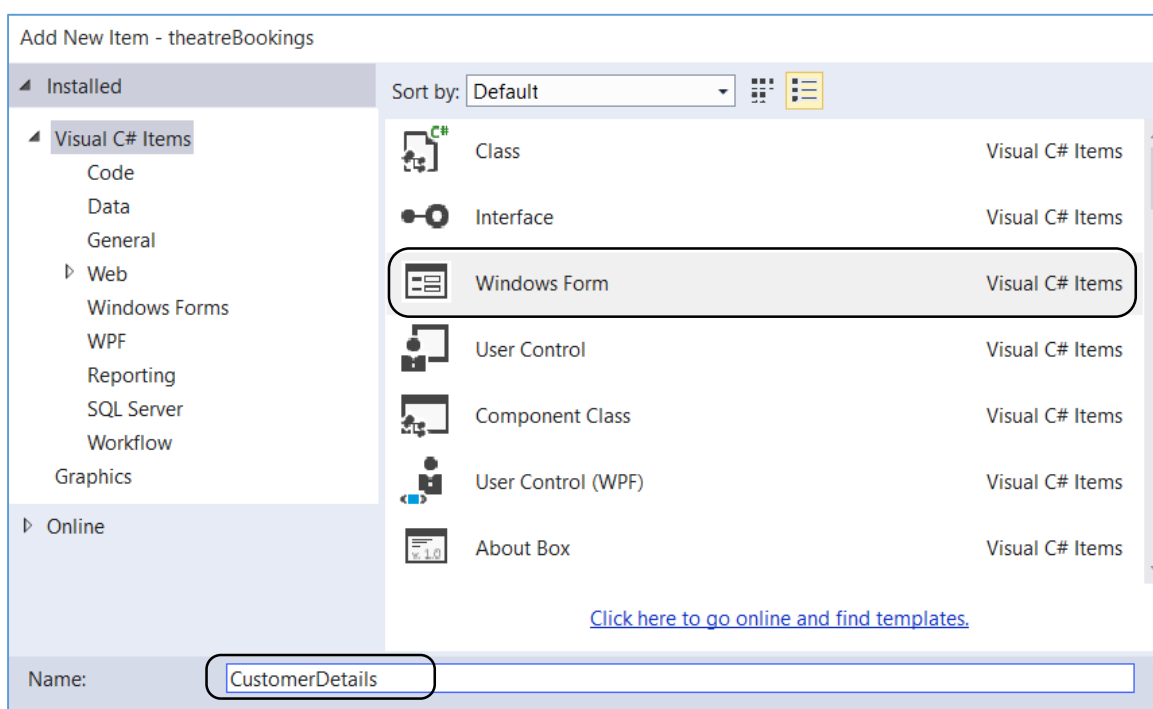 Add New Item - theatreBookings
Installed
Sort by: Default
Visual C# Items
Code
Data
General
Web
Windows Forms
WPF
Reporting
SQL Server
Workflow
Graphics
Online
C#
Class Visual C# Items
Interface Visual C# Items
Windows Form Visual C# Items
User Control Visual C# Items
Component Class Visual C# Items
User Control (WPF) Visual C# Items
v. 1.0
About Box Visual C# Items
Click here to go online and find templates.
Name: CustomerDetails